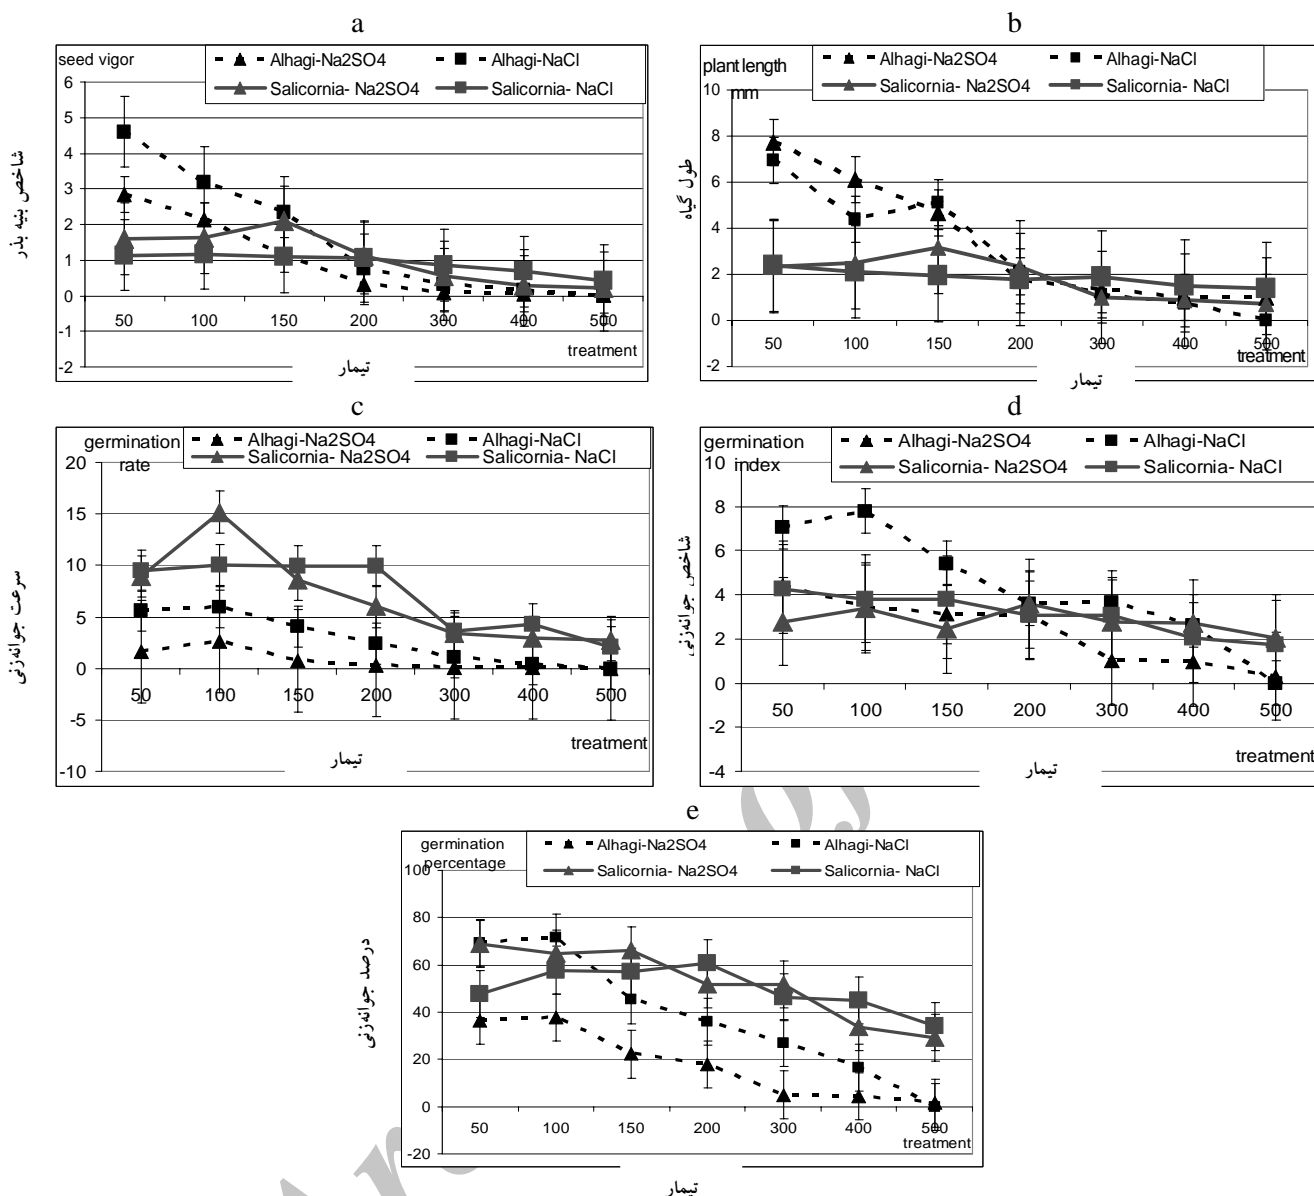 a
seed vigor
Alhagi-Na2SO4
Alhagi-NaCl
Salicornia- Na2SO4
Salicornia- NaCl
6
5
4
3
2
1
0
-1
-2
50 100 150 200 300 400 500
treatment
شاخص بنیه بذر
تیمار
b
plant length
mm
Alhagi-Na2SO4
Alhagi-NaCl
Salicornia- Na2SO4
Salicornia- NaCl
10
8
6
4
2
0
-2
50 100 150 200 300 400 500
treatment
طول گیاه
تیمار
c
germination
rate
Alhagi-Na2SO4
Alhagi-NaCl
Salicornia- Na2SO4
Salicornia- NaCl
20
15
10
5
0
-5
-10
50 100 150 200 300 400 500
treatment
سرعت جوانه‌زنی
تیمار
d
germination
index
Alhagi-Na2SO4
Alhagi-NaCl
Salicornia- Na2SO4
Salicornia- NaCl
10
8
6
4
2
0
-2
-4
50 100 150 200 300 400 500
treatment
شاخص جوانه‌زنی
تیمار
e
germination
percentage
Alhagi-Na2SO4
Alhagi-NaCl
Salicornia- Na2SO4
Salicornia- NaCl
100
80
60
40
20
0
-20
50 100 150 200 300 400 500
treatment
درصد جوانه‌زنی
تیمار